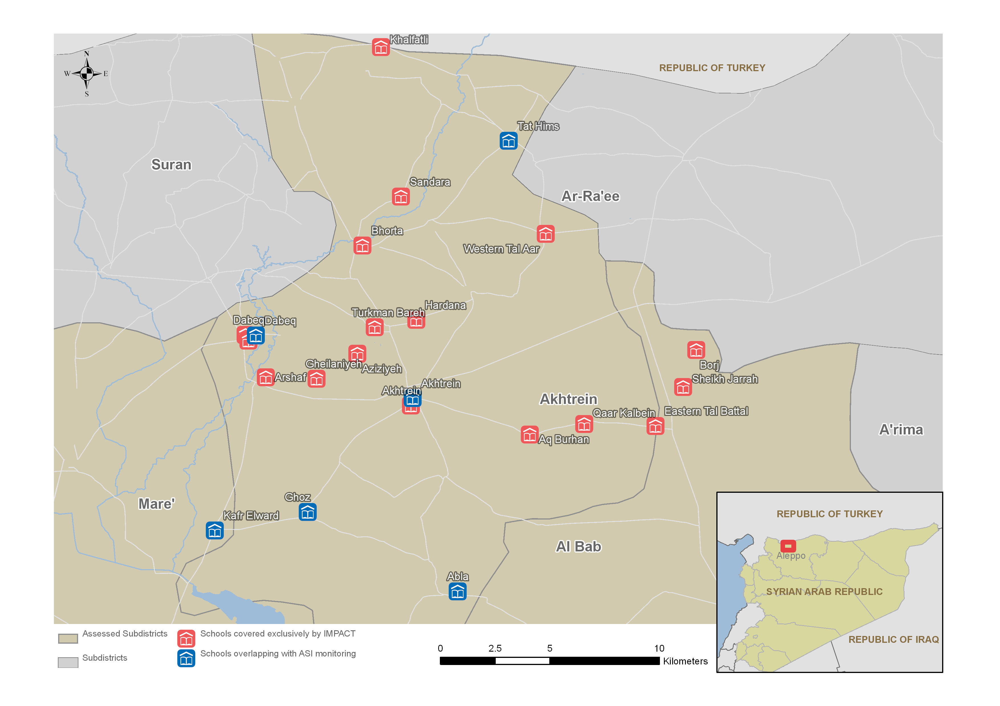 Khalfatli
N
W
E
S
REPUBLIC OF TURKEY
Tat Hims
Suran
Sandara
Ar-Ra'ee
Bhorta
Western Tal Aar
Hardana
Turkman Bareh
Dabeq
Dabeq
Borj
Gheilaniyeh
Aziziyeh
Arshaf
Sheikh Jarrah
Akhtrein
Akhtrein
Akhtrein
Qaar Kalbein
Eastern Tal Battal
A'rima
Aq Burhan
Ghoz
Mare'
Kafr Elward
Al Bab
Abla
REPUBLIC OF TURKEY
Aleppo
SYRIAN ARAB REPUBLIC
REPUBLIC OF IRAQ
Assessed Subdistricts
Subdistricts
Schools covered exclusively by IMPACT
Schools overlapping with ASI monitoring
0 2.5 5 10
Kilometers